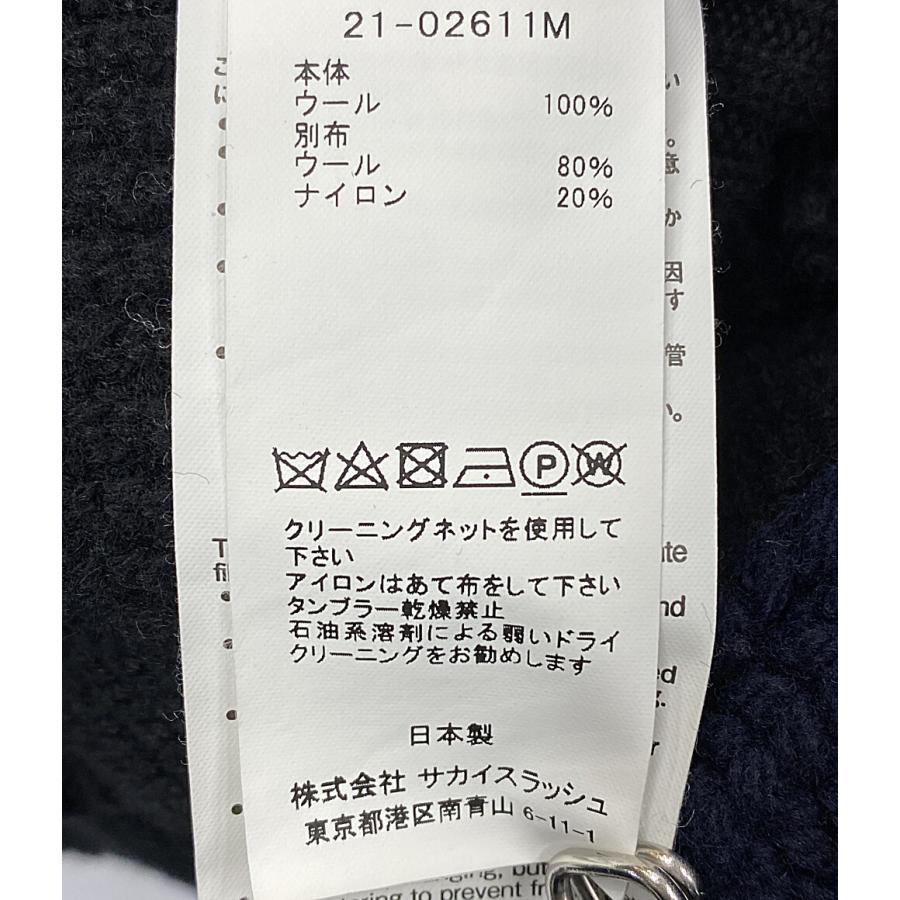 21-02611M
本体
ウール 100%
別布
ウール 80%
ナイロン 20%
P
W
クリーニングネットを使用して
下さい
アイロンはあて布をして下さい
タンブラー乾燥禁止
石油系溶剤による弱いドライ
クリーニングをお勧めします
日本製
株式会社 サカイスラッシュ
東京都港区南青山 6-11-1
but
to prevent